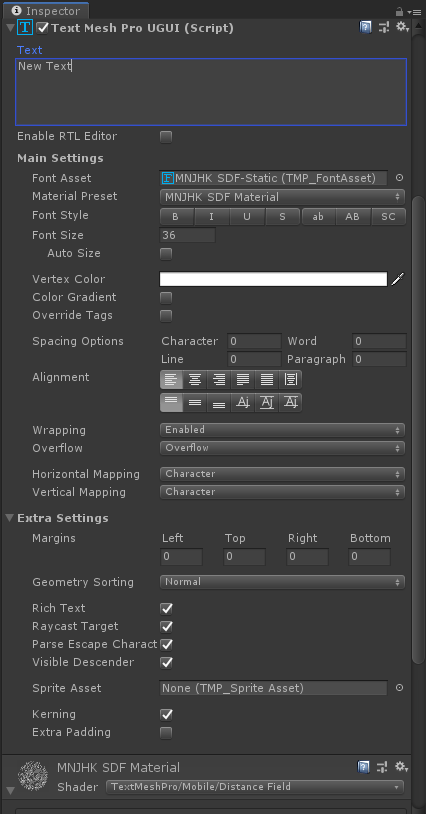 Inspector
Text Mesh Pro UGUI (Script)
Text
New Text
Enable RTL Editor
Main Settings
Font Asset MNJHK SDF-Static (TMP_FontAsset)
Material Preset MNJHK SDF Material
Font Style B I U S ab AB SC
Font Size 36
Auto Size
Vertex Color
Color Gradient
Override Tags
Spacing Options Character 0 Word 0
Line 0 Paragraph 0
Alignment
Wrapping Enabled
Overflow Overflow
Horizontal Mapping Character
Vertical Mapping Character
Extra Settings
Margins Left Top Right Bottom
0 0 0 0
Geometry Sorting Normal
Rich Text
Raycast Target
Parse Escape Charact
Visible Descender
Sprite Asset None (TMP_Sprite Asset)
Kerning
Extra Padding
MNJHK SDF Material
Shader TextMeshPro/Mobile/Distance Field